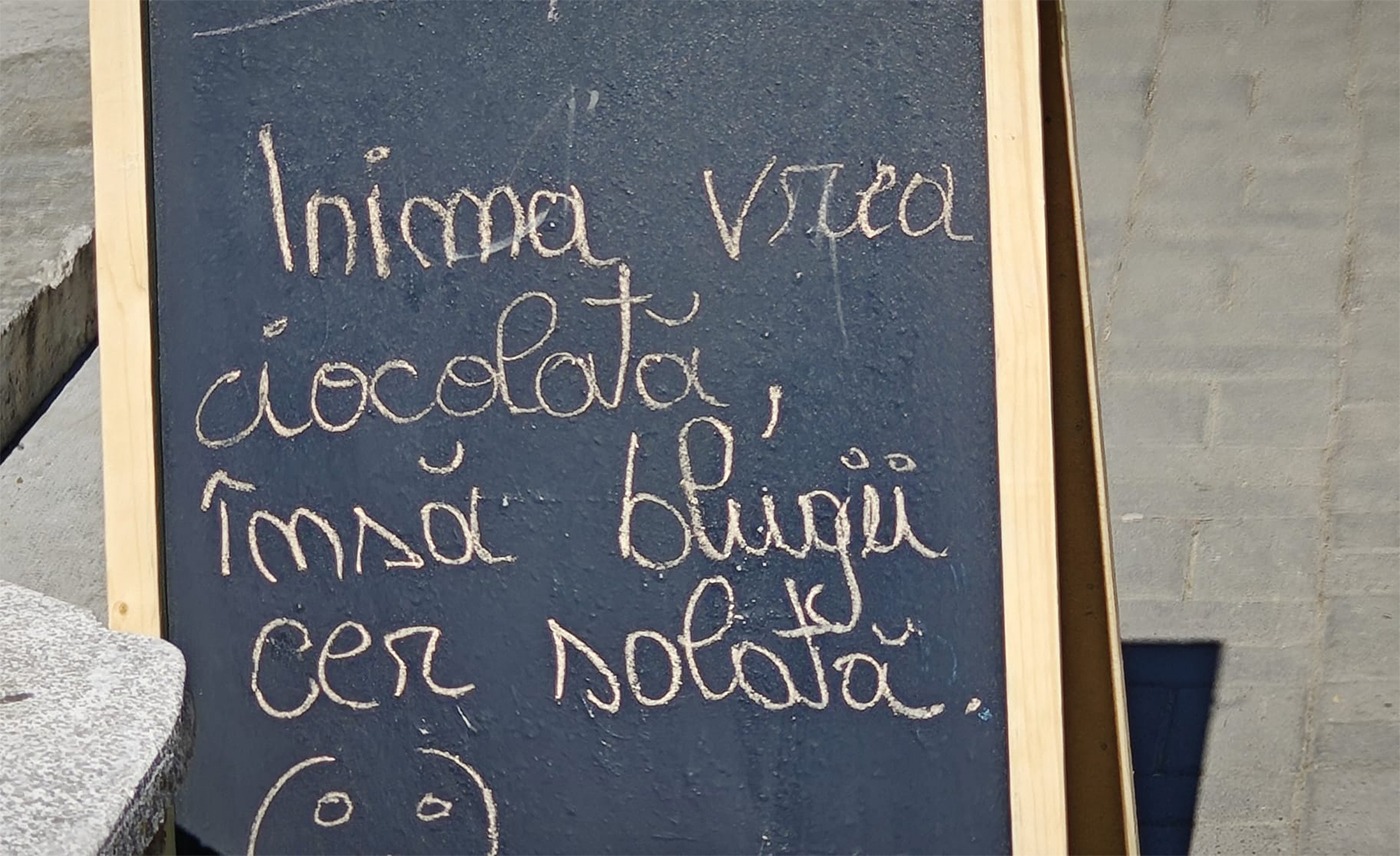 Inima vrea
ciocolată,
însă blugii
cer salată.